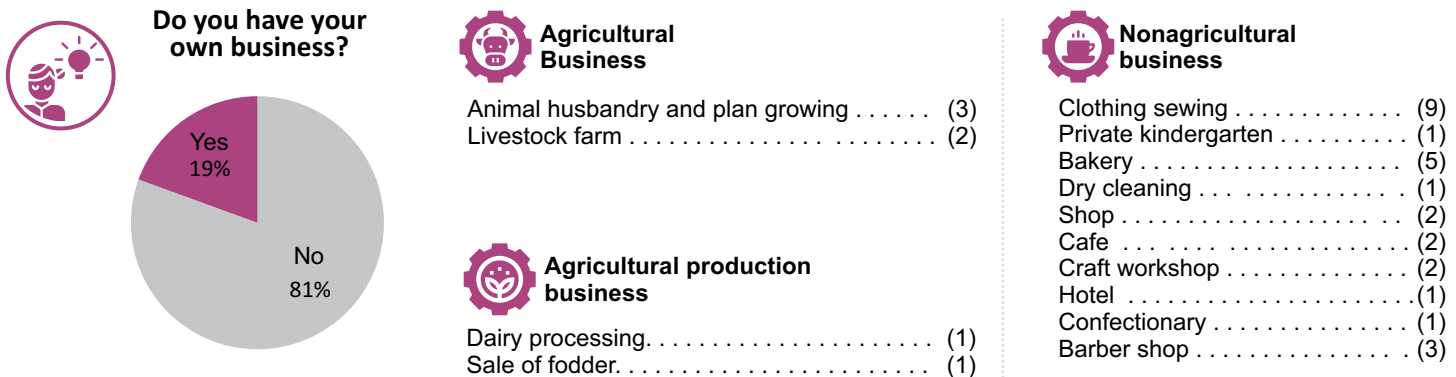 Do you have your
own business?
Yes
19%
No
81%
Agricultural
Business
Animal husbandry and plan growing . . . . . . (3)
Livestock farm . . . . . . . . . . . . . . . . . . . . . . . (2)
Agricultural production
business
Dairy processing. . . . . . . . . . . . . . . . . . . . . . (1)
Sale of fodder. . . . . . . . . . . . . . . . . . . . . . . . (1)
Nonagricultural
business
Clothing sewing . . . . . . . . . . . . . (9)
Private kindergarten . . . . . . . . . . (1)
Bakery . . . . . . . . . . . . . . . . . . . . (5)
Dry cleaning . . . . . . . . . . . . . . . (1)
Shop . . . . . . . . . . . . . . . . . . . . . (2)
Cafe . . . . . . . . . . . . . . . . . . . . . (2)
Craft workshop . . . . . . . . . . . . . . (2)
Hotel . . . . . . . . . . . . . . . . . . . . . .(1)
Confectionary . . . . . . . . . . . . . . . (1)
Barber shop . . . . . . . . . . . . . . . . (3)